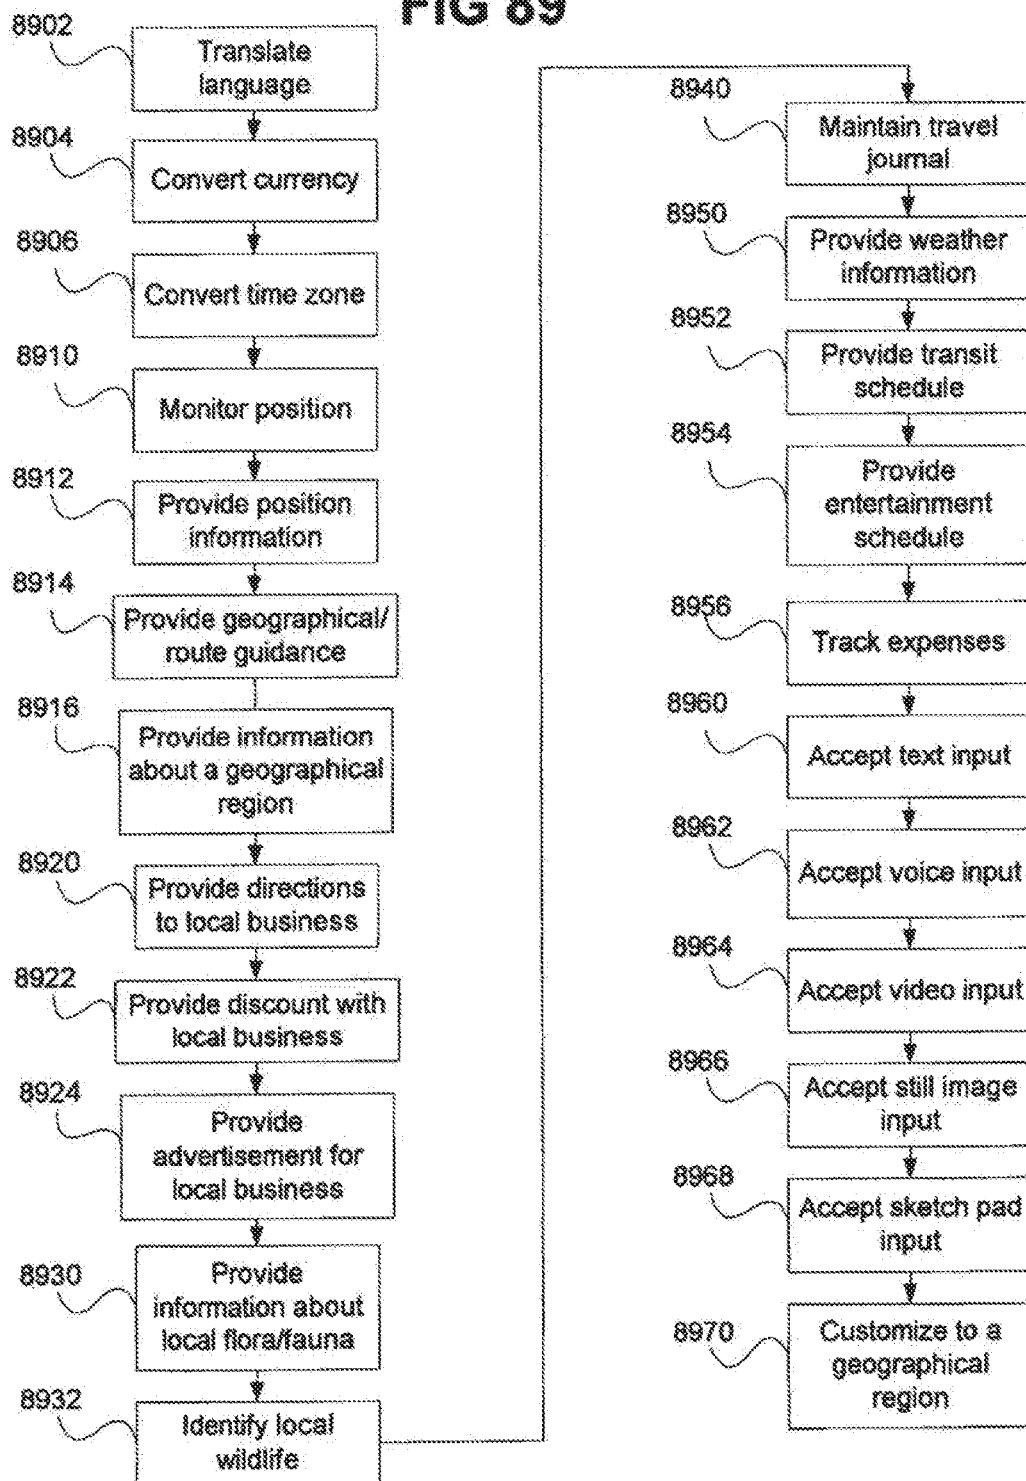 FIG 89
8902
Translate
language
8904
Convert currency
8906
Convert time zone
8910
Monitor position
8912
Provide position
information
8914
Provide geographical/
route guidance
8916
Provide information
about a geographical
region
8920
Provide directions
to local business
8922
Provide discount with
local business
8924
Provide
advertisement for
local business
8930
Provide
information about
local flora/fauna
8932
Identify local
wildlife
8940
Maintain travel
journal
8950
Provide weather
information
8952
Provide transit
schedule
8954
Provide
entertainment
schedule
8956
Track expenses
8960
Accept text input
8962
Accept voice input
8964
Accept video input
8966
Accept still image
input
8968
Accept sketch pad
input
8970
Customize to a
geographical
region